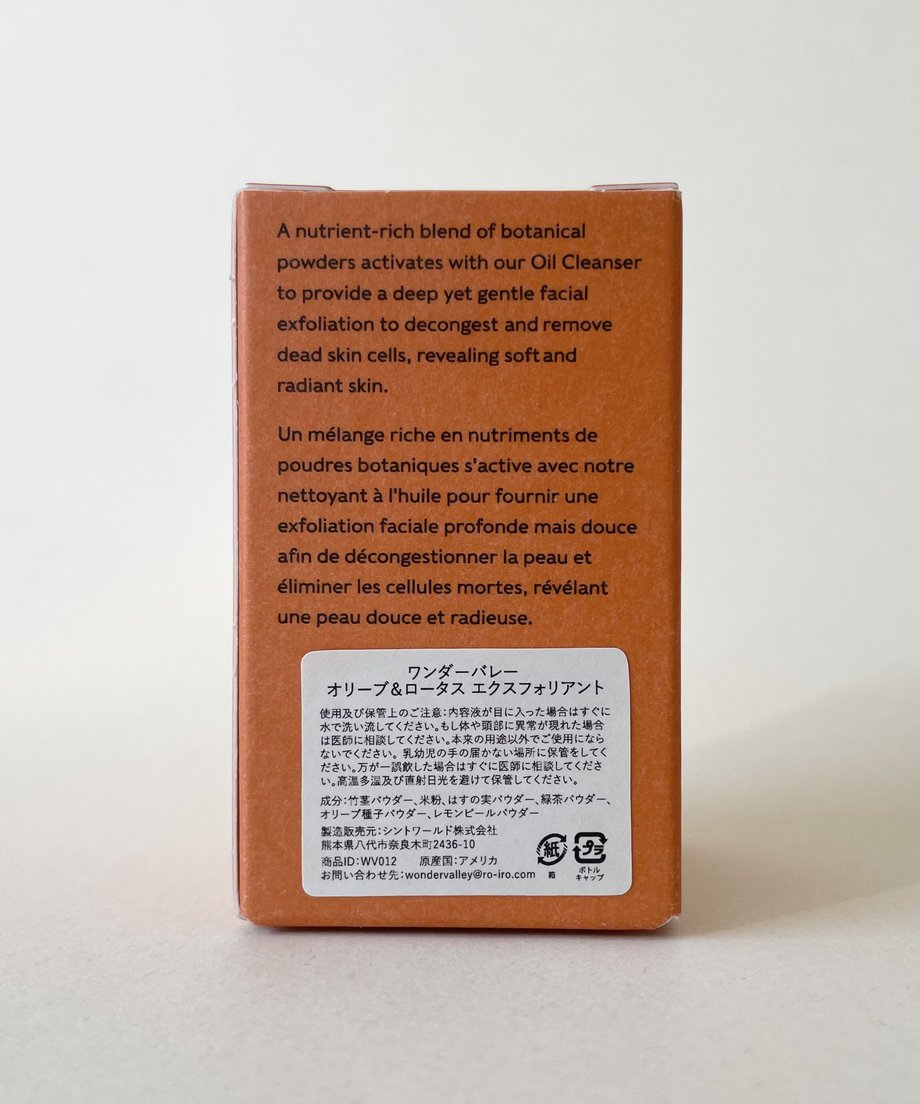 A nutrient-rich blend of botanical
powders activates with our Oil Cleanser
to provide a deep yet gentle facial
exfoliation to decongest and remove
dead skin cells, revealing soft and
radiant skin.
Un mélange riche en nutriments de
poudres botaniques s'active avec notre
nettoyant à l'huile pour fournir une
exfoliation faciale profonde mais douce
afin de décongestionner la peau et
éliminer les cellules mortes, révélant
une peau douce et radieuse.
ワンダーバレー
オリーブ&ロータス エクスフォリアント
使用及び保管上のご注意:内容液が目に入った場合はすぐに
水で洗い流してください。もし体や頭部に異常が現れた場合
は医師に相談してください。本来の用途以外でご使用になら
ないでください。乳幼児の手の届かない場所に保管をしてく
ださい。万が一誤飲した場合はすぐに医師に相談してくださ
い。高温多湿及び直射日光を避けて保管してください。
成分:竹茎パウダー、米粉、はすの実パウダー、緑茶パウダー、
オリーブ種子パウダー、レモンピールパウダー
製造販売元:シントワールド株式会社
熊本県八代市奈良木町2436-10
商品ID:WV012 原産国:アメリカ
お問い合わせ先:wondervalley@ro-iro.com
紙
箱
プラ
ボトル
キャップ